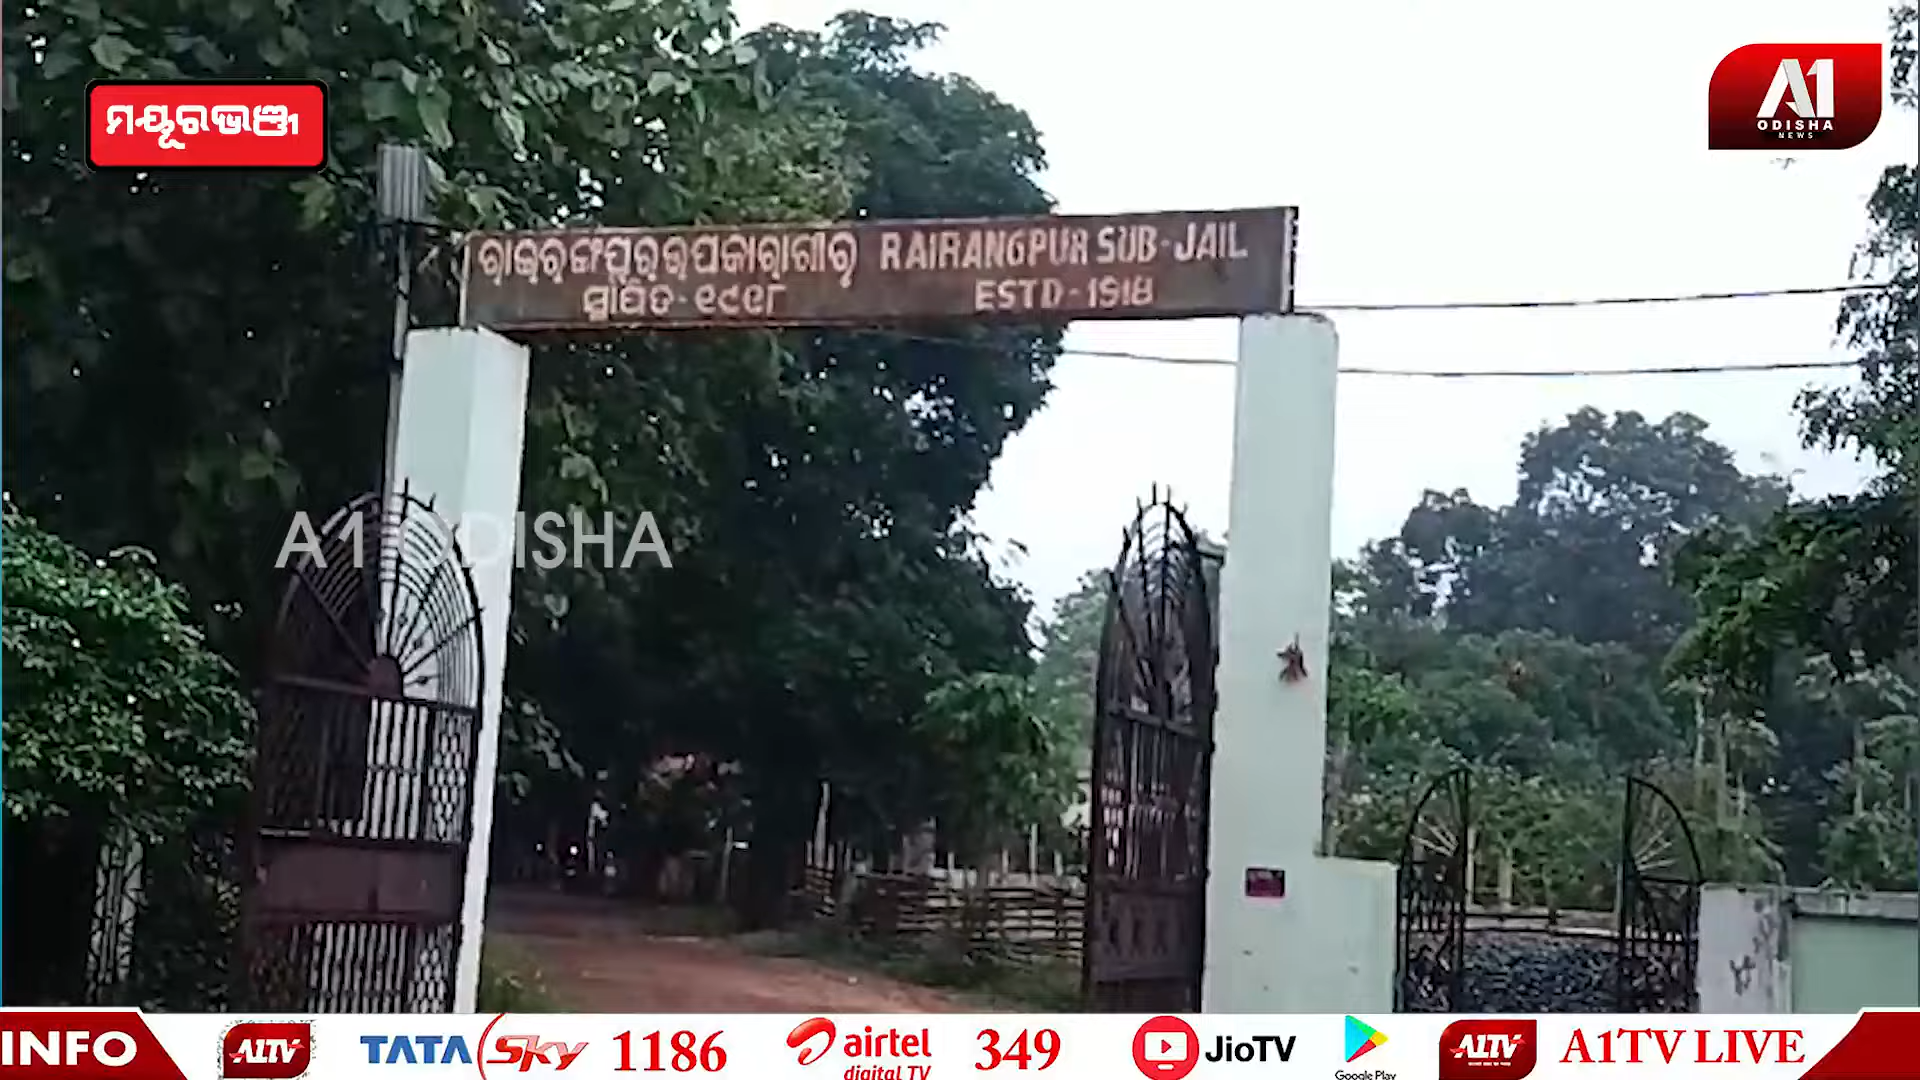 ମୟୂରଭଞ୍ଜ
A1
ODISHA
NEWS
ରାଇରଙ୍ଗପୁର ଉପକାରାଗାର RAIRANGPUR SUB-JAIL
ସ୍ଥାପିତ-୧୯୧୮ ESTD-1918
A1 ODISHA
INFO A1TV TATA Sky 1186 airtel digital TV 349 JioTV Google Play A1TV A1TV LIVE